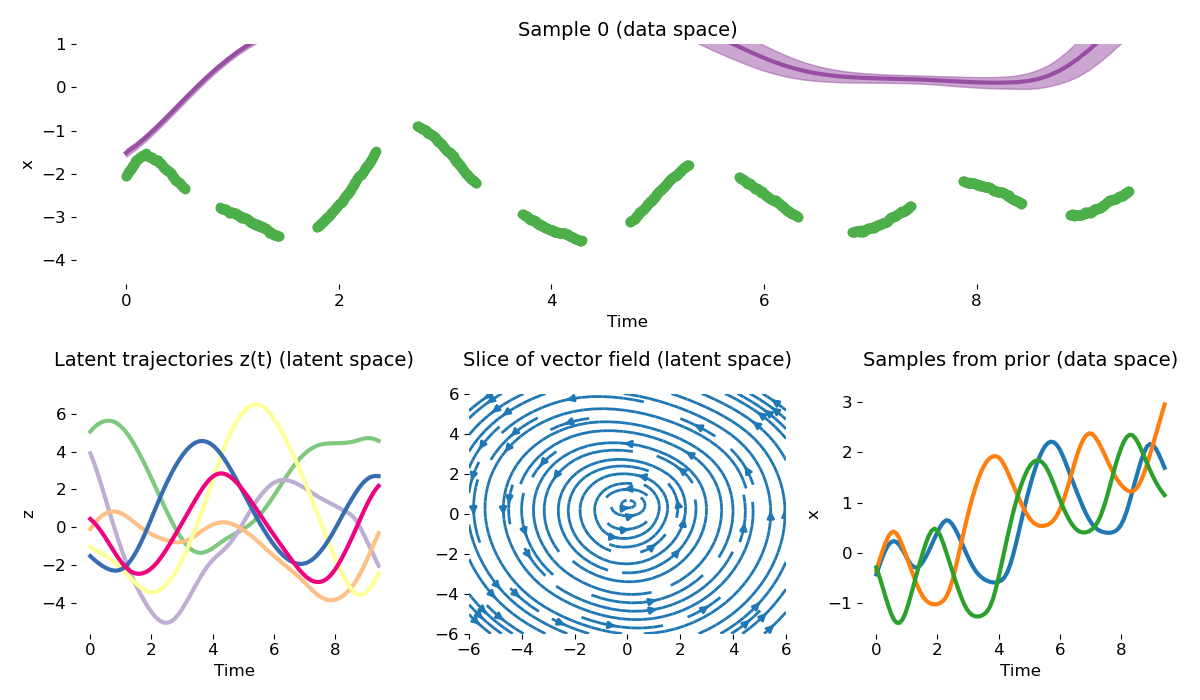 Sample 0 (data space)
1
0
−1
−2
−3
−4
x
0 2 4 6 8
Time
Latent trajectories z(t) (latent space)
6
4
2
0
−2
−4
z
0 2 4 6 8
Time
Slice of vector field (latent space)
6
4
2
0
−2
−4
−6
−6 −4 −2 0 2 4 6
Samples from prior (data space)
3
2
1
0
−1
x
0 2 4 6 8
Time